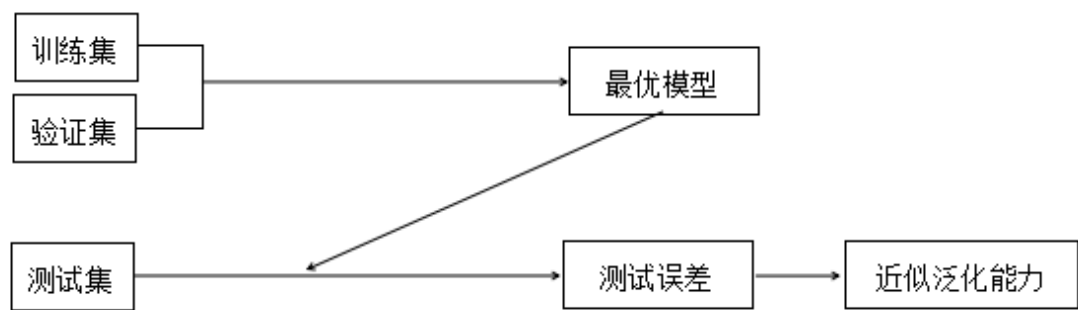 训练集
最优模型
验证集
测试集
测试误差
近似泛化能力